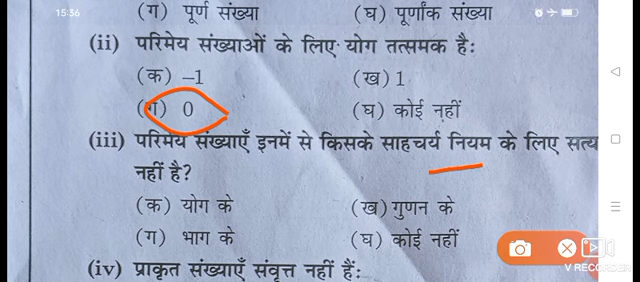 15:36
(ग) पूर्ण संख्या (घ) पूर्णांक संख्या
(ii) परिमेय संख्याओं के लिए योग तत्समक है:
(क) –1 (ख) 1
(ग) 0 (घ) कोई नहीं
(iii) परिमेय संख्याएँ इनमें से किसके साहचर्य नियम के लिए सत्य
नहीं है?
(क) योग के (ख) गुणन के
(ग) भाग के (घ) कोई नहीं
V RECORDER
(iv) प्राकृत संख्याएँ संवृत्त नहीं हैं: